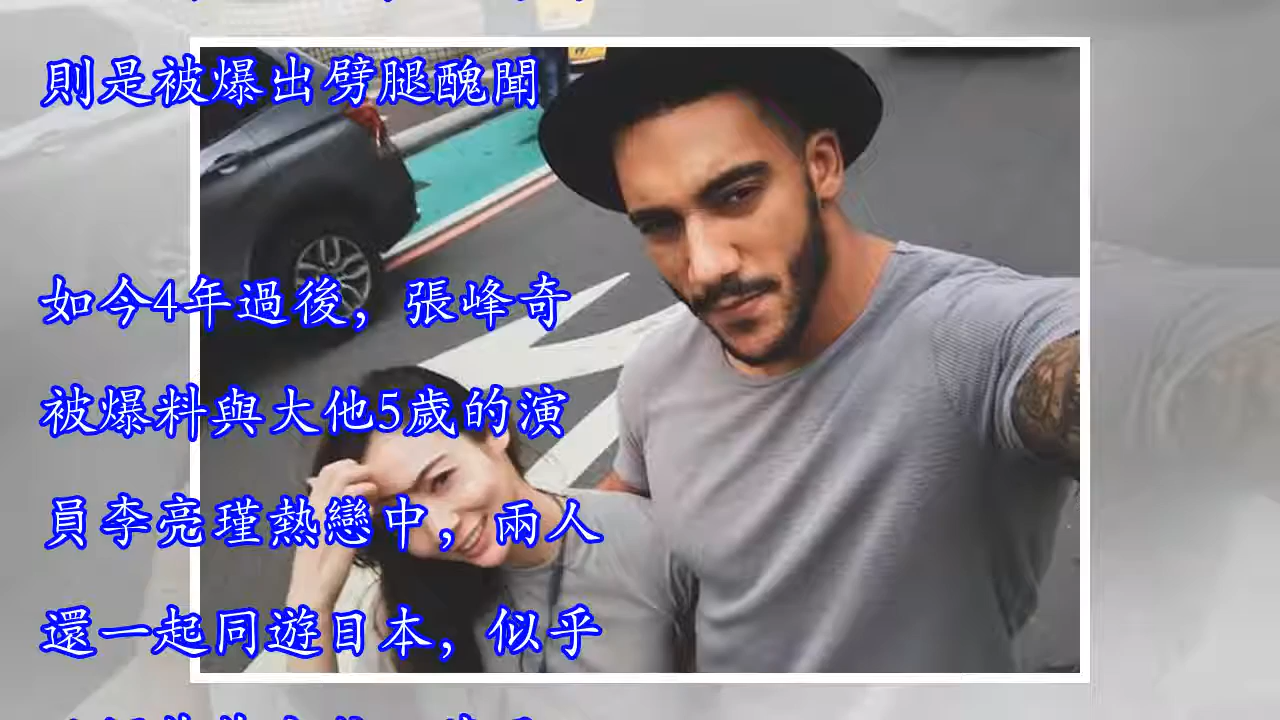 則是被爆出劈腿醜聞
如今4年過後，張峰奇
被爆料與大他5歲的演
員李亮瑾熱戀中，兩人
還一起同遊日本，似乎